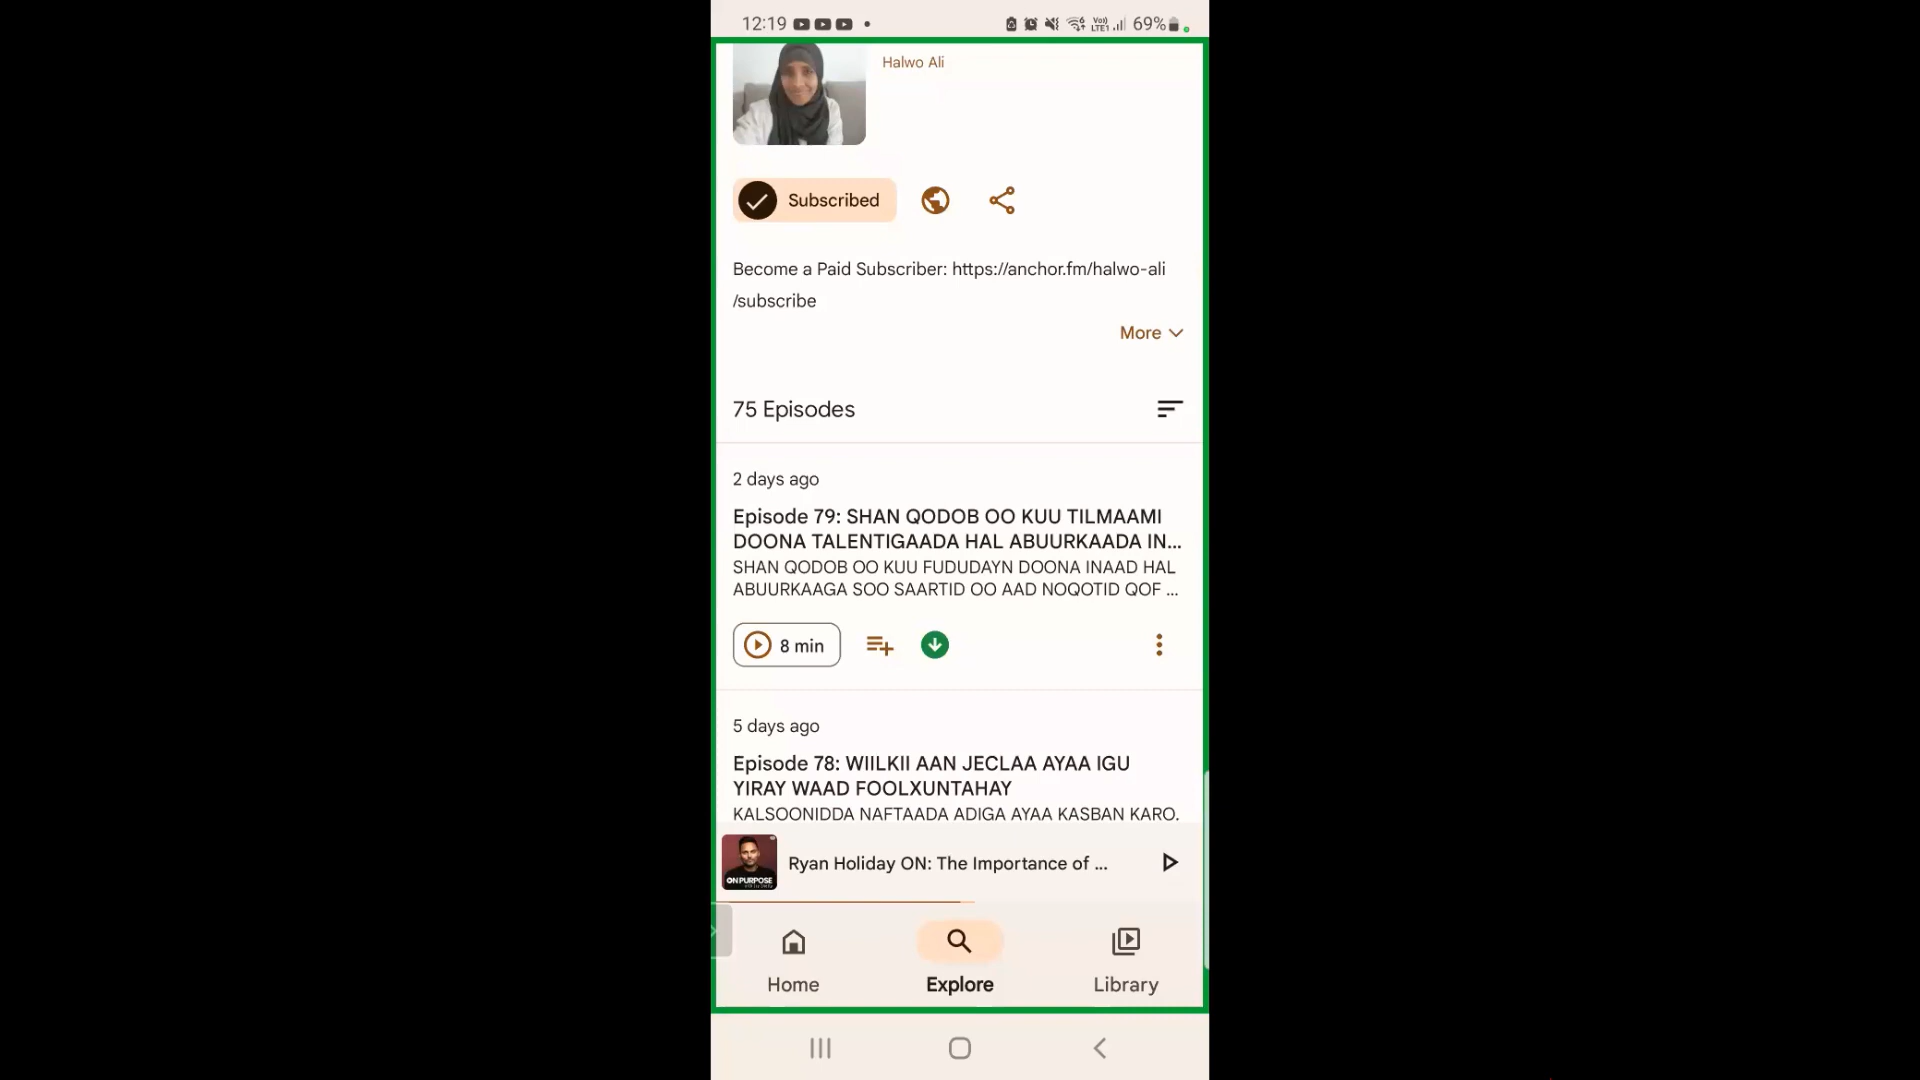 12:19
Vo)) LTE1 69%
Halwo Ali
Subscribed
Become a Paid Subscriber: https://anchor.fm/halwo-ali
/subscribe
More
75 Episodes
2 days ago
Episode 79: SHAN QODOB OO KUU TILMAAMI
DOONA TALENTIGAADA HAL ABUURKAADA IN...
SHAN QODOB OO KUU FUDUDAYN DOONA INAAD HAL
ABUURKAAGA SOO SAARTID OO AAD NOQOTID QOF ...
8 min
5 days ago
Episode 78: WIILKII AAN JECLAA AYAA IGU
YIRAY WAAD FOOLXUNTAHAY
KALSOONIDDA NAFTAADA ADIGA AYAA KASBAN KARO.
ON PURPOSE
Ryan Holiday ON: The Importance of ...
Home
Explore
Library